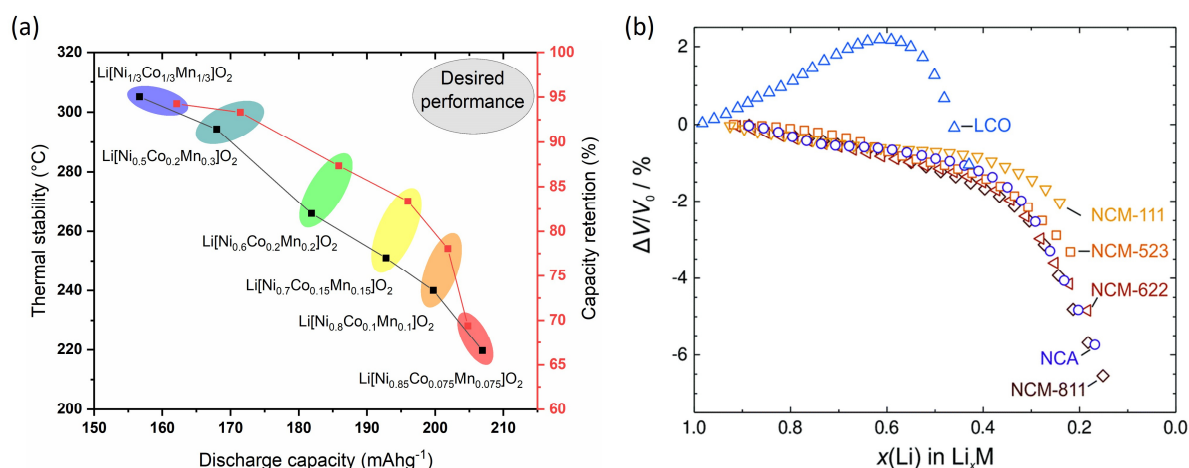 (a)
320
300
280
260
240
220
200
Thermal stability (°C)
Li[Ni1/3Co1/3Mn1/3]O2
Li[Ni0.5Co0.2Mn0.3]O2
Li[Ni0.6Co0.2Mn0.2]O2
Li[Ni0.7Co0.15Mn0.15]O2
Li[Ni0.8Co0.1Mn0.1]O2
Li[Ni0.85Co0.075Mn0.075]O2
Desired
performance
100
95
90
85
80
75
70
65
60
Capacity retention (%)
150 160 170 180 190 200 210
Discharge capacity (mAhg-1)
(b)
2
0
-2
-4
-6
ΔV/V0 / %
LCO
NCM-111
NCM-523
NCM-622
NCA
NCM-811
1.0 0.8 0.6 0.4 0.2 0.0
x(Li) in LixM